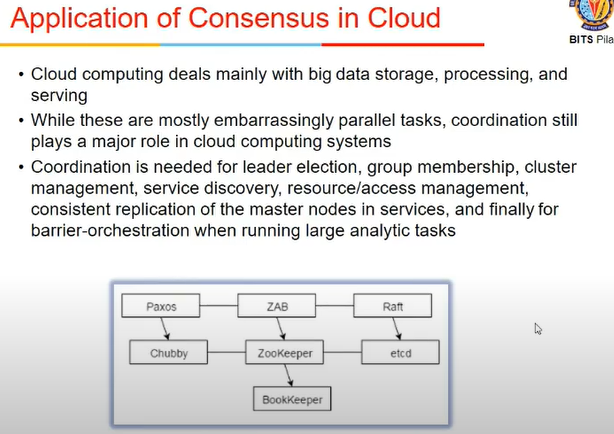 Application of Consensus in Cloud
BITS Pila
• Cloud computing deals mainly with big data storage, processing, and
serving
• While these are mostly embarrassingly parallel tasks, coordination still
plays a major role in cloud computing systems
• Coordination is needed for leader election, group membership, cluster
management, service discovery, resource/access management,
consistent replication of the master nodes in services, and finally for
barrier-orchestration when running large analytic tasks
Paxos
ZAB
Raft
Chubby
ZooKeeper
etcd
BookKeeper